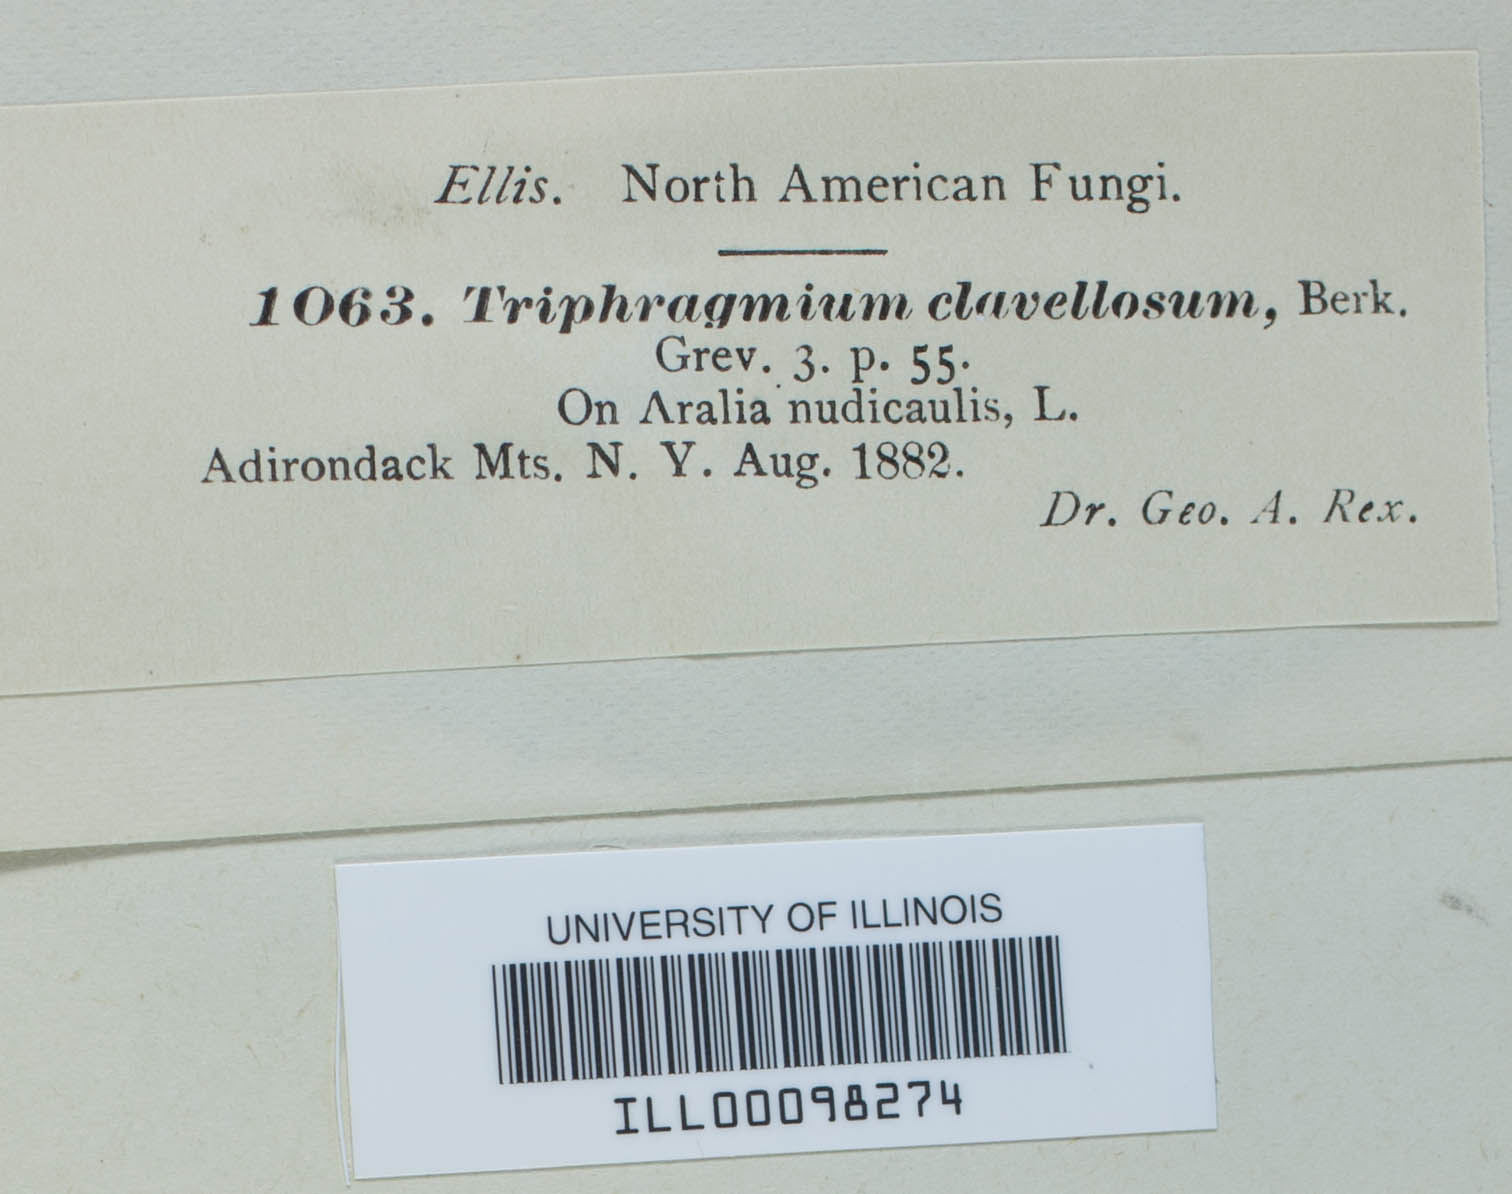 Ellis. North American Fungi.
1063. Triphragmium clavellosum, Berk.
Grev. 3. p. 55.
On Aralia nudicaulis, L.
Adirondack Mts. N. Y. Aug. 1882.
Dr. Geo. A. Rex.
UNIVERSITY OF ILLINOIS
ILL00098274